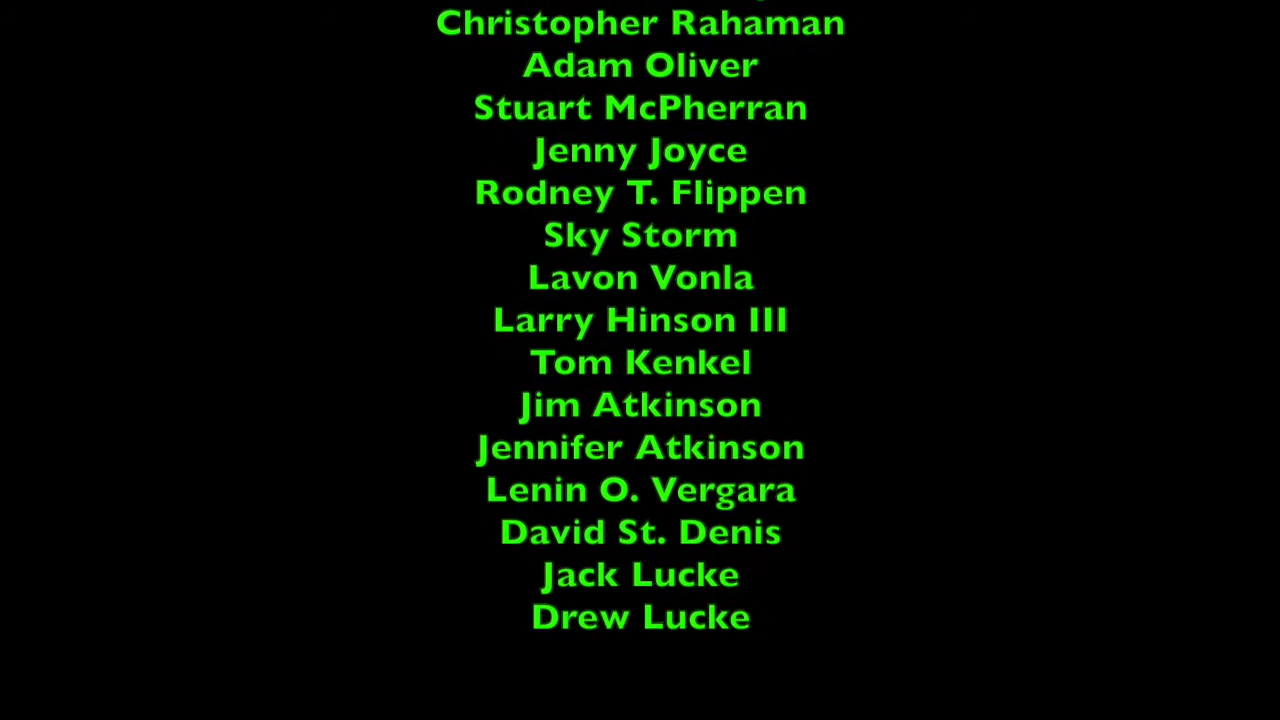 Christopher Rahaman
Adam Oliver
Stuart McPherran
Jenny Joyce
Rodney T. Flippen
Sky Storm
Lavon Vonla
Larry Hinson III
Tom Kenkel
Jim Atkinson
Jennifer Atkinson
Lenin O. Vergara
David St. Denis
Jack Lucke
Drew Lucke